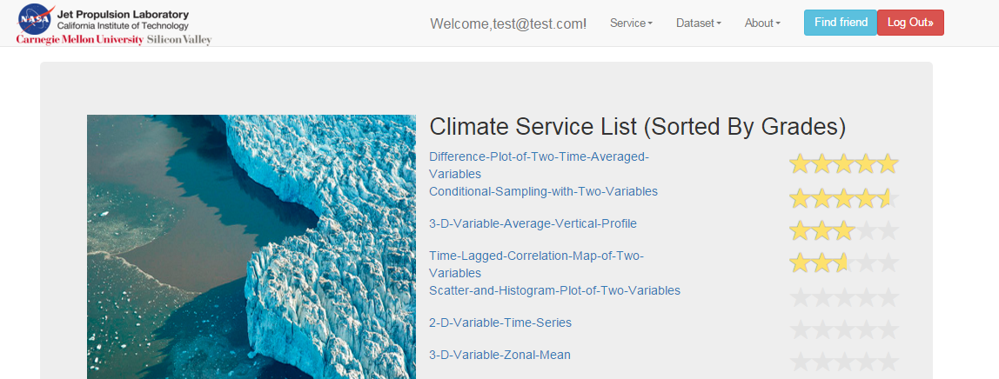 NASA
Jet Propulsion Laboratory
California Institute of Technology
Carnegie Mellon University Silicon Valley
Welcome,test@test.com!
Service
Dataset
About
Find friend
Log Out»
Climate Service List (Sorted By Grades)
Difference-Plot-of-Two-Time-Averaged-
Variables
Conditional-Sampling-with-Two-Variables
3-D-Variable-Average-Vertical-Profile
Time-Lagged-Correlation-Map-of-Two-
Variables
Scatter-and-Histogram-Plot-of-Two-Variables
2-D-Variable-Time-Series
3-D-Variable-Zonal-Mean